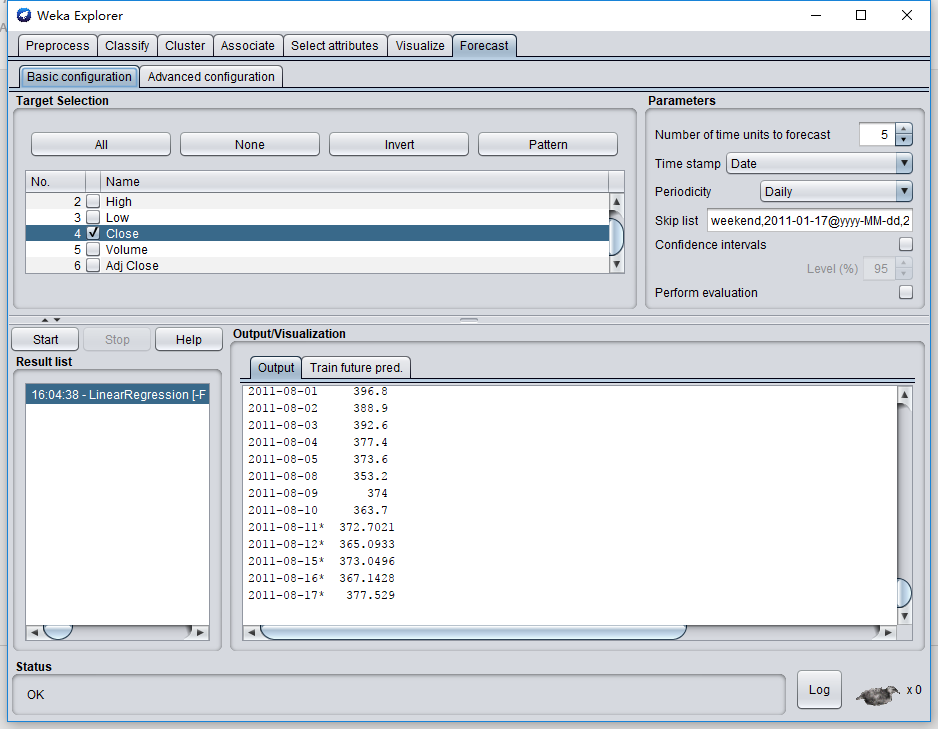 Weka Explorer
Preprocess Classify Cluster Associate Select attributes Visualize Forecast
Basic configuration Advanced configuration
Target Selection
All None Invert Pattern
No. Name
2 High
3 Low
4 Close
5 Volume
6 Adj Close
Parameters
Number of time units to forecast 5
Time stamp Date
Periodicity Daily
Skip list weekend,2011-01-17@yyyy-MM-dd,2
Confidence intervals
Level (%) 95
Perform evaluation
Start Stop Help
Result list
16:04:38 - LinearRegression [-F
Output/Visualization
Output Train future pred.
2011-08-01 396.8
2011-08-02 388.9
2011-08-03 392.6
2011-08-04 377.4
2011-08-05 373.6
2011-08-08 353.2
2011-08-09 374
2011-08-10 363.7
2011-08-11* 372.7021
2011-08-12* 365.0933
2011-08-15* 373.0496
2011-08-16* 367.1428
2011-08-17* 377.529
Status
OK
Log
x 0